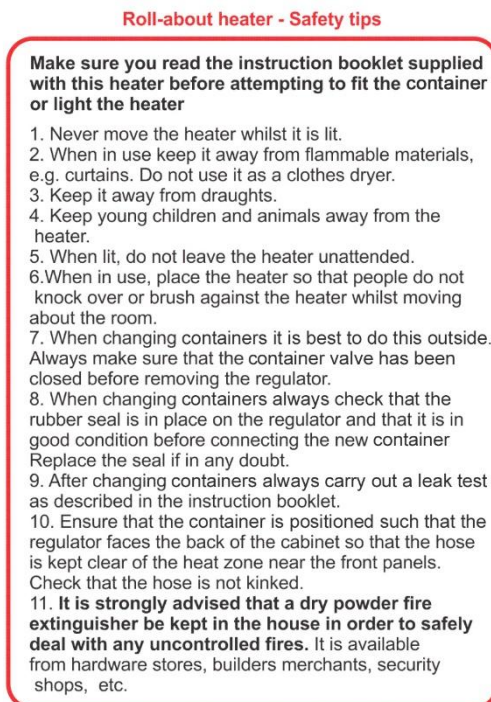 Roll-about heater - Safety tips
Make sure you read the instruction booklet supplied
with this heater before attempting to fit the container
or light the heater
1. Never move the heater whilst it is lit.
2. When in use keep it away from flammable materials,
e.g. curtains. Do not use it as a clothes dryer.
3. Keep it away from draughts.
4. Keep young children and animals away from the
heater.
5. When lit, do not leave the heater unattended.
6.When in use, place the heater so that people do not
knock over or brush against the heater whilst moving
about the room.
7. When changing containers it is best to do this outside.
Always make sure that the container valve has been
closed before removing the regulator.
8. When changing containers always check that the
rubber seal is in place on the regulator and that it is in
good condition before connecting the new container
Replace the seal if in any doubt.
9. After changing containers always carry out a leak test
as described in the instruction booklet.
10. Ensure that the container is positioned such that the
regulator faces the back of the cabinet so that the hose
is kept clear of the heat zone near the front panels.
Check that the hose is not kinked.
11. It is strongly advised that a dry powder fire
extinguisher be kept in the house in order to safely
deal with any uncontrolled fires. It is available
from hardware stores, builders merchants, security
shops, etc.